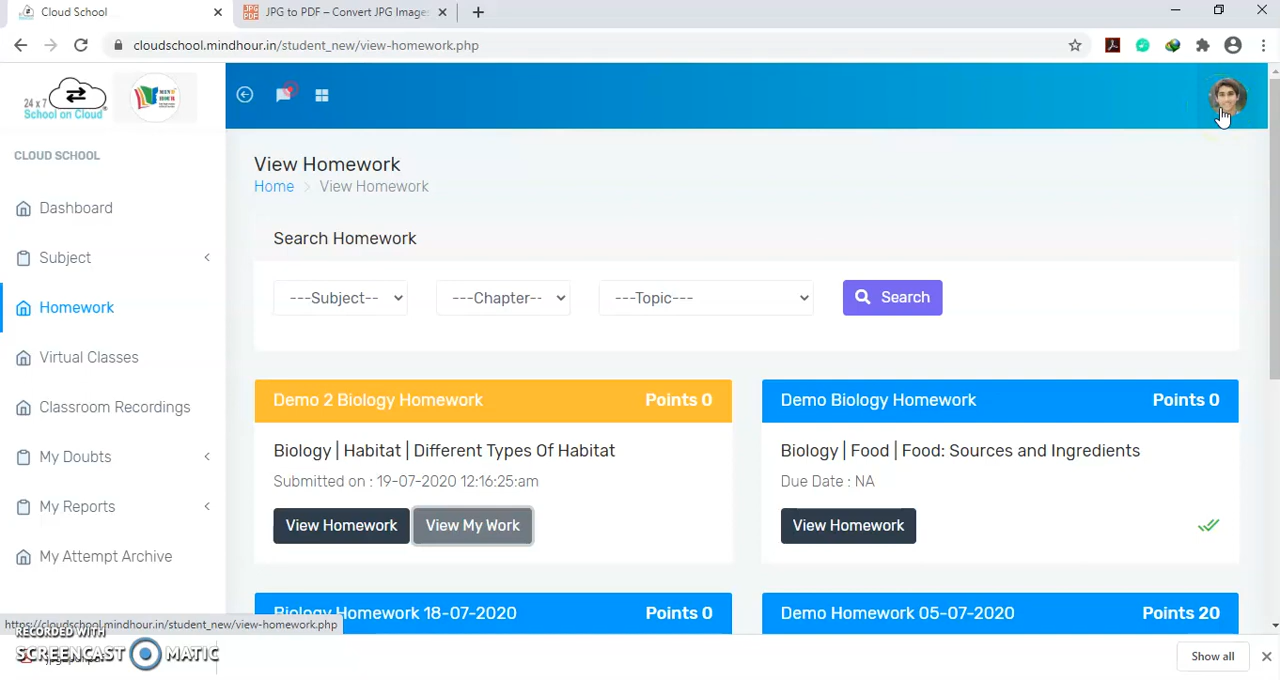 Cloud School
JPG to PDF – Convert JPG Images
cloudschool.mindhour.in/student_new/view-homework.php
24 x 7
School on Cloud
MIND HOUR
CLOUD SCHOOL
Dashboard
Subject
Homework
Virtual Classes
Classroom Recordings
My Doubts
My Reports
My Attempt Archive
View Homework
Home > View Homework
Search Homework
---Subject-- ---Chapter-- ---Topic--- Search
Demo 2 Biology Homework Points 0
Biology | Habitat | Different Types Of Habitat
Submitted on : 19-07-2020 12:16:25:am
View Homework View My Work
Demo Biology Homework Points 0
Biology | Food | Food: Sources and Ingredients
Due Date : NA
View Homework
Biology Homework 18-07-2020 Points 0
Demo Homework 05-07-2020 Points 20
https://cloudschool.mindhour.in/student_new/view-homework.php
RECORDED WITH
SCREENCAST MATIC
Show all